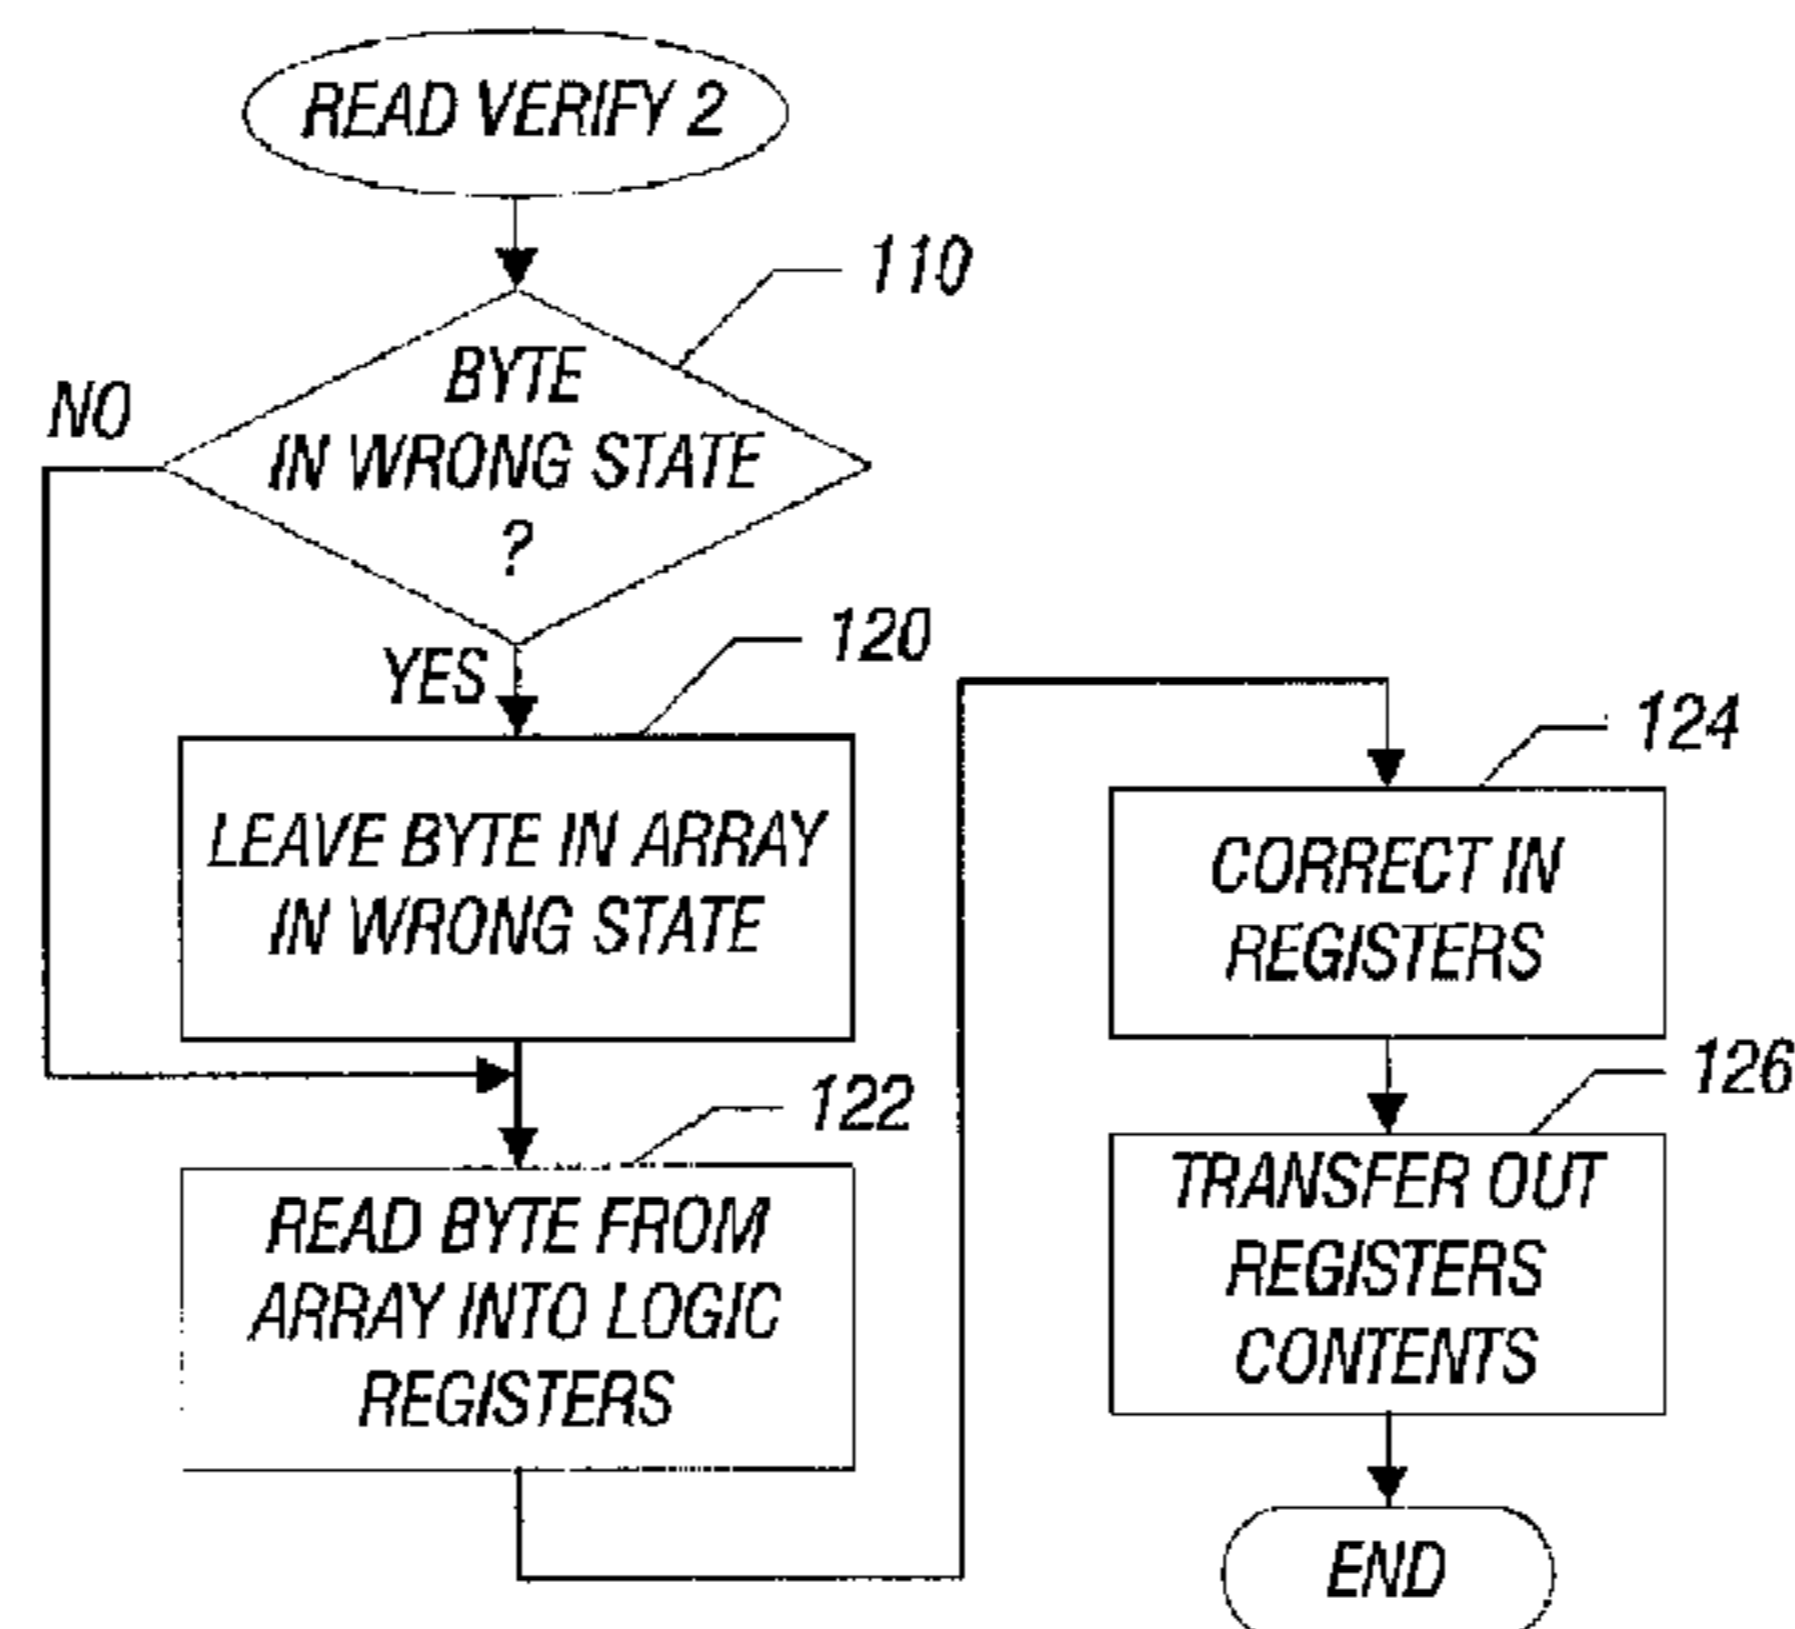 READ VERIFY 2
110
BYTE
IN WRONG STATE
?
NO
YES
120
LEAVE BYTE IN ARRAY
IN WRONG STATE
122
READ BYTE FROM
ARRAY INTO LOGIC
REGISTERS
124
CORRECT IN
REGISTERS
126
TRANSFER OUT
REGISTERS
CONTENTS
END